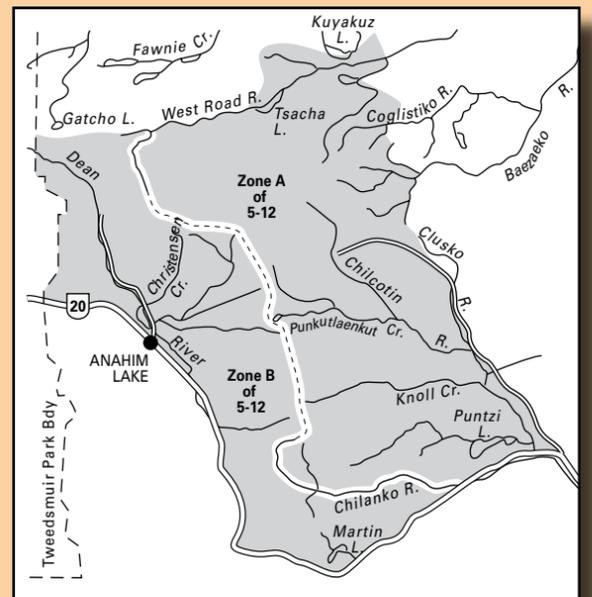 Kuyakuz
L.
Fawnie Cr.
West Road R.
Gatcho L.
Tsacha
L.
Coglistiko R.
Baezaeko
R.
Dean
Zone A
of
5-12
Christensen
Cr.
Clusko
R.
Chilcotin
R.
20
Punkutlaenkut Cr.
ANAHIM
LAKE
River
Zone B
of
5-12
Knoll Cr.
Puntzi
L.
Tweedsmuir Park Bdy
Chilanko R.
Martin
L.